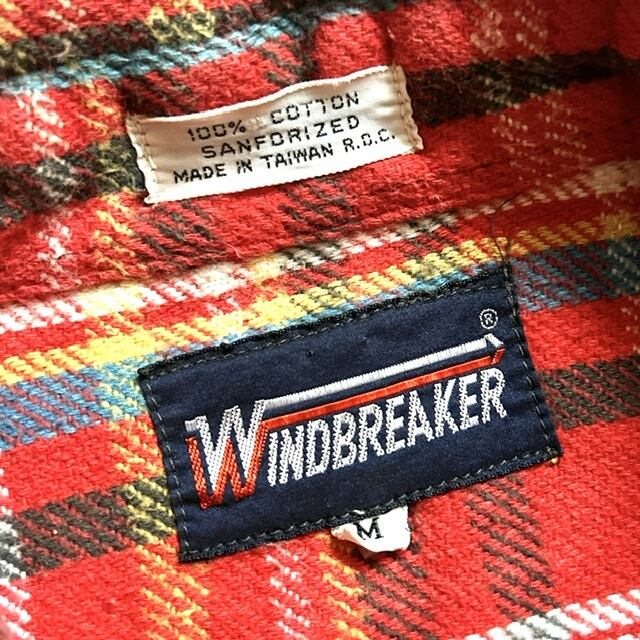 100% COTTON
SANFORIZED
MADE IN TAIWAN R.O.C.
®
WINDBREAKER
M